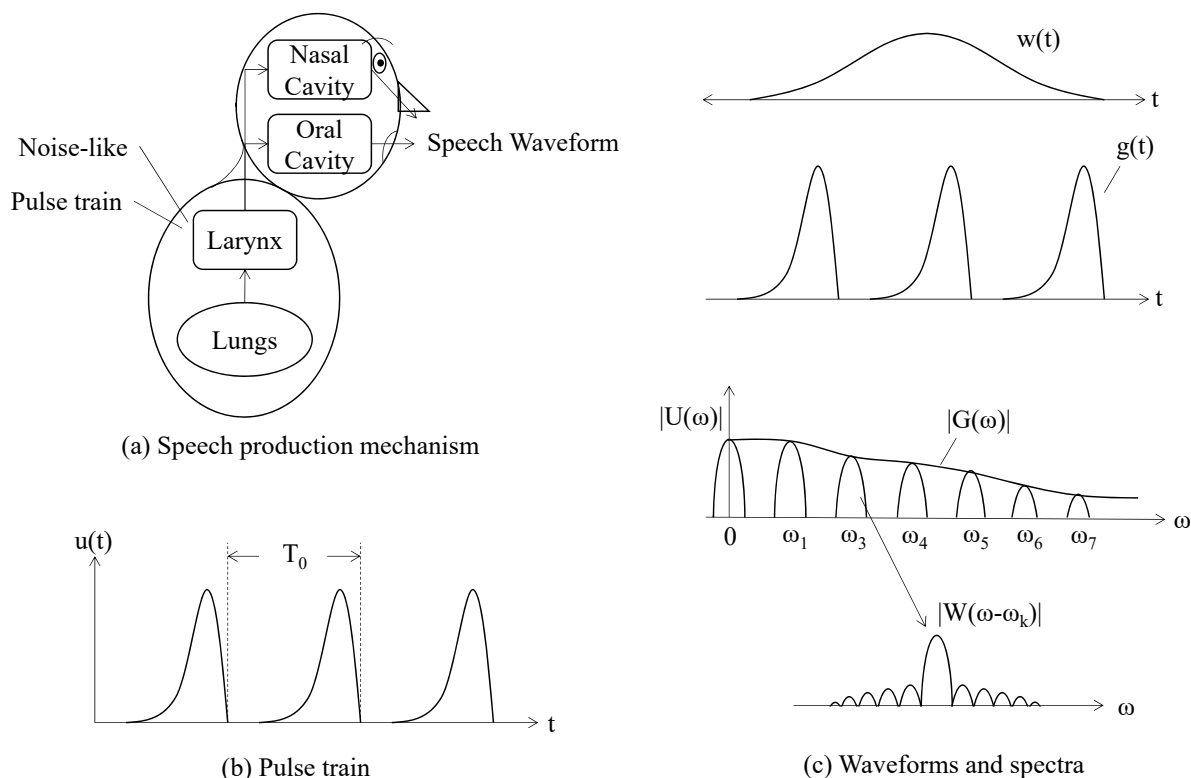 Nasal
Cavity
Oral
Cavity
Speech Waveform
Noise-like
Pulse train
Larynx
Lungs
(a) Speech production mechanism
u(t)
T₀
t
(b) Pulse train
w(t)
t
g(t)
t
|U(ω)|
|G(ω)|
0 ω₁ ω₃ ω₄ ω₅ ω₆ ω₇ ω
|W(ω-ωₖ)|
ω
(c) Waveforms and spectra